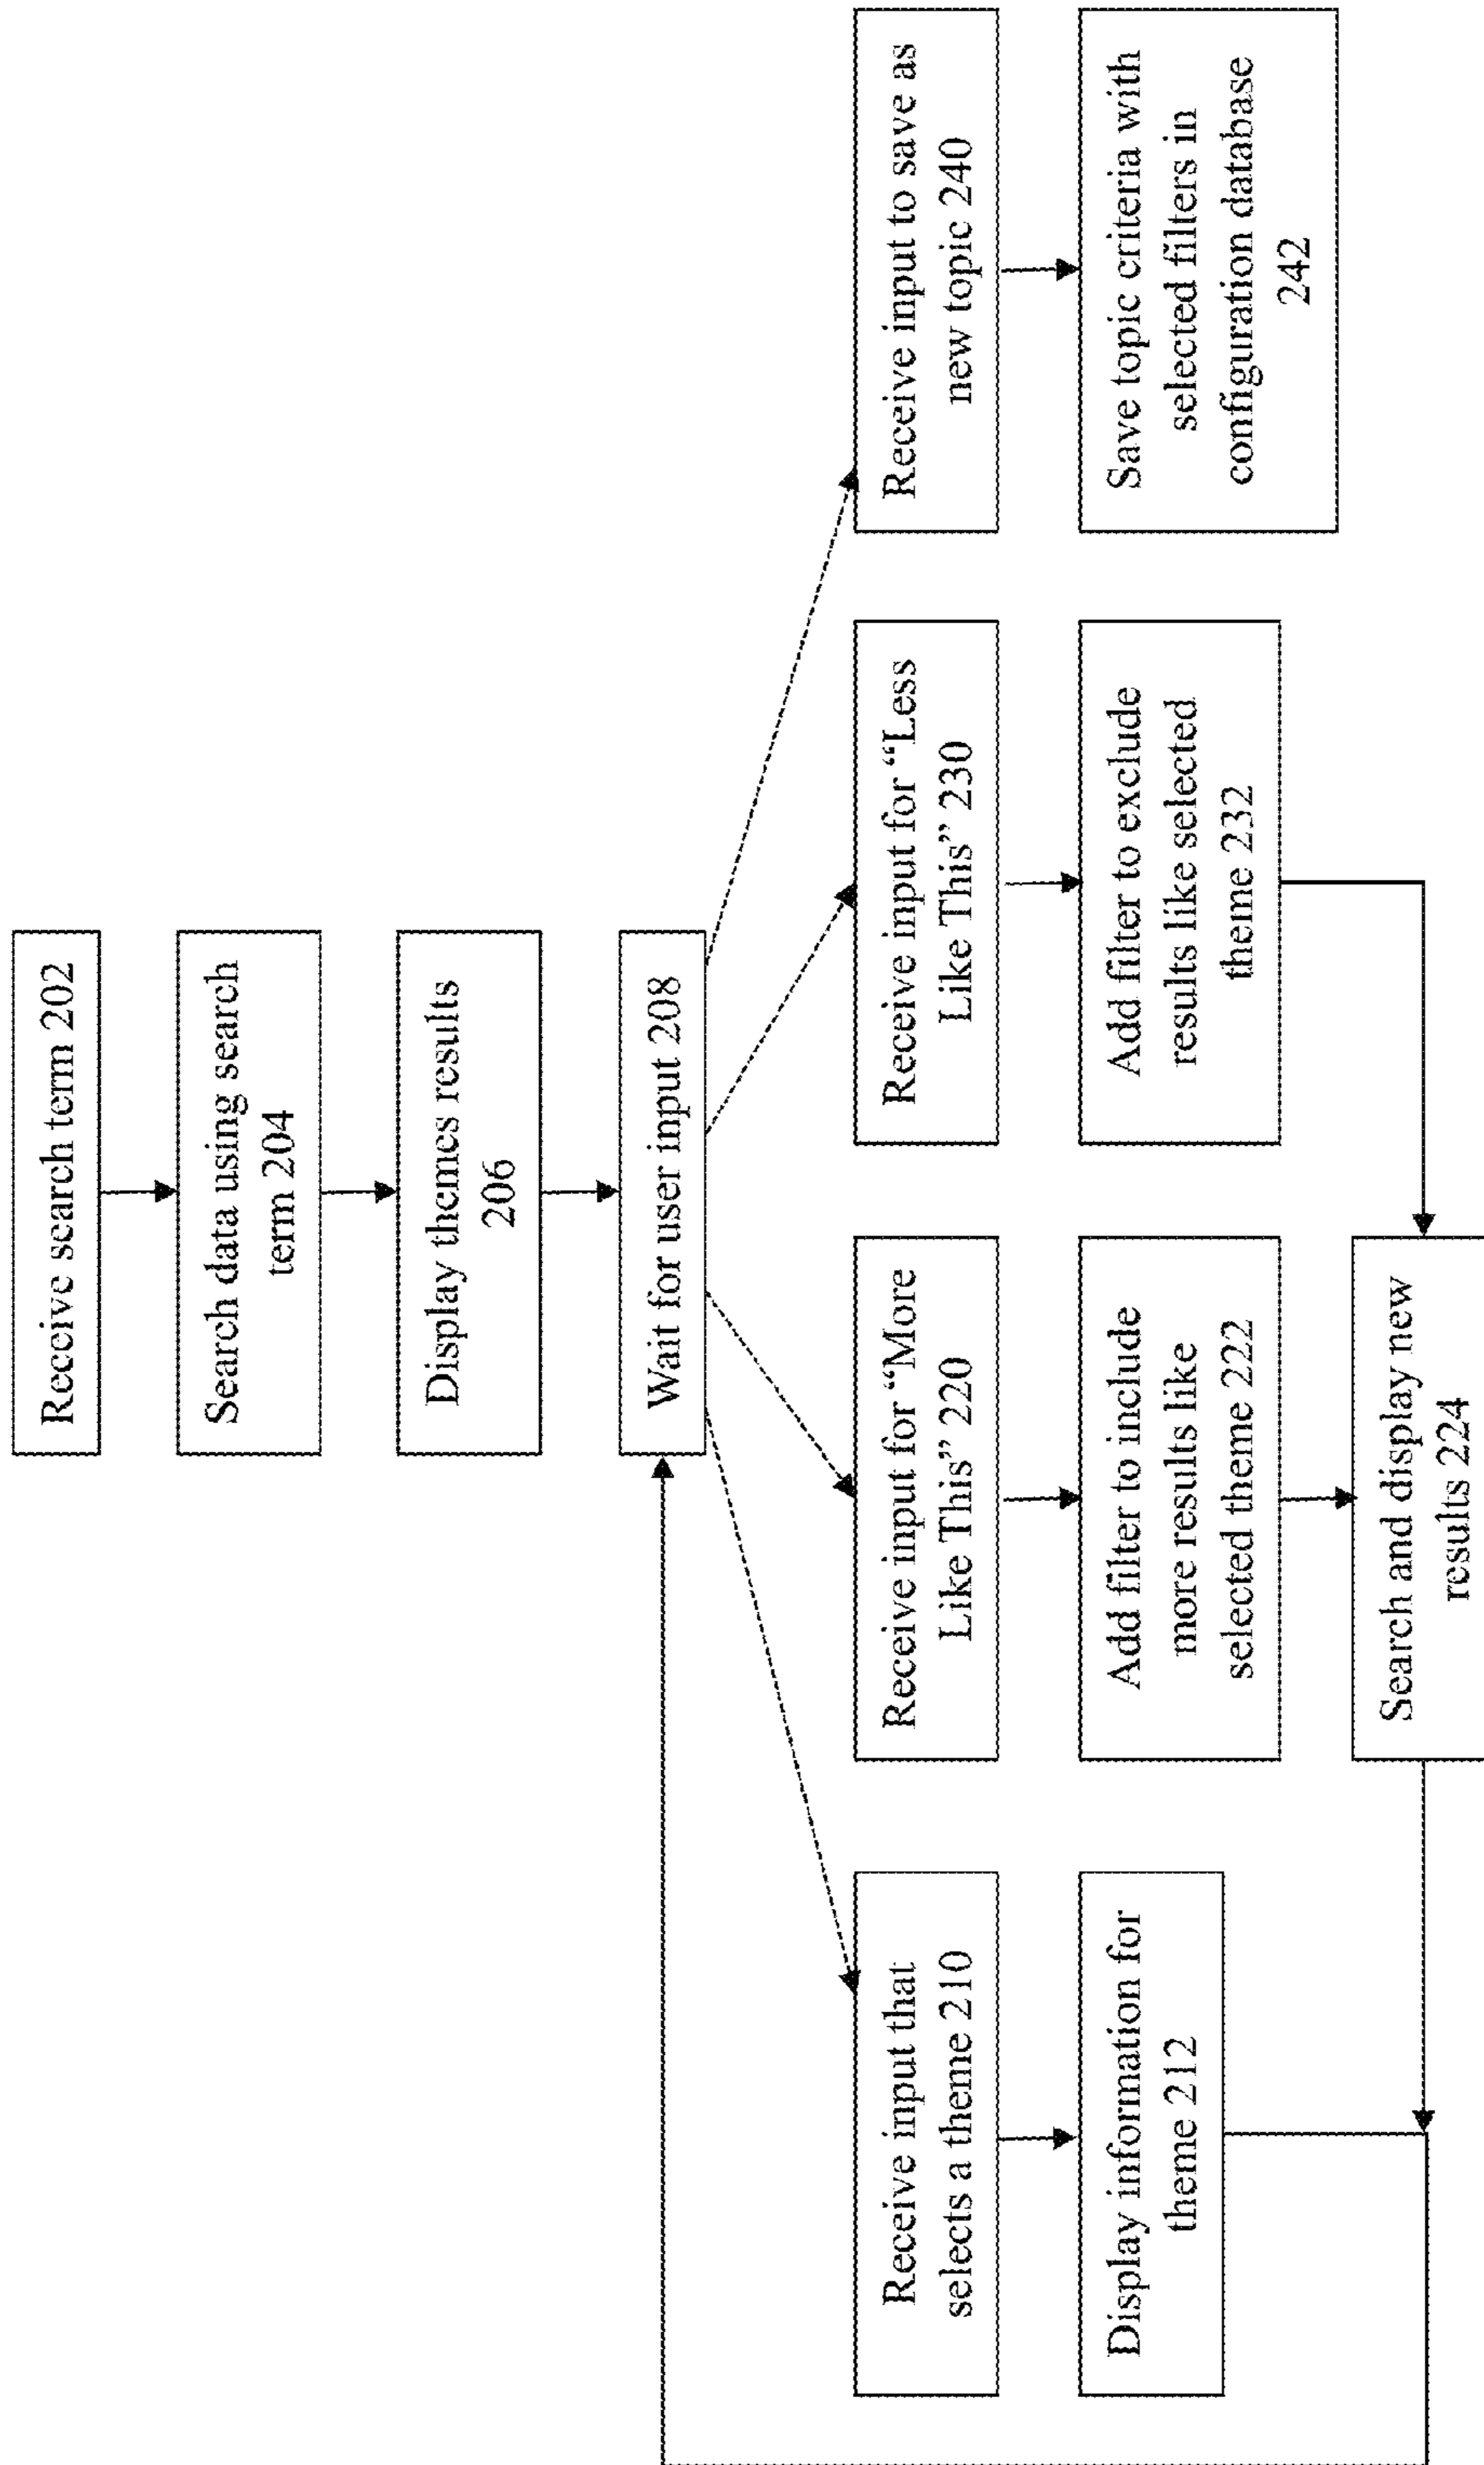 Receive search term 202
Search data using search
term 204
Display themes results
206
Wait for user input 208
Receive input that
selects a theme 210
Display information for
theme 212
Receive input for “More
Like This” 220
Add filter to include
more results like
selected theme 222
Search and display new
results 224
Receive input for “Less
Like This” 230
Add filter to exclude
results like selected
theme 232
Receive input to save as
new topic 240
Save topic criteria with
selected filters in
configuration database
242